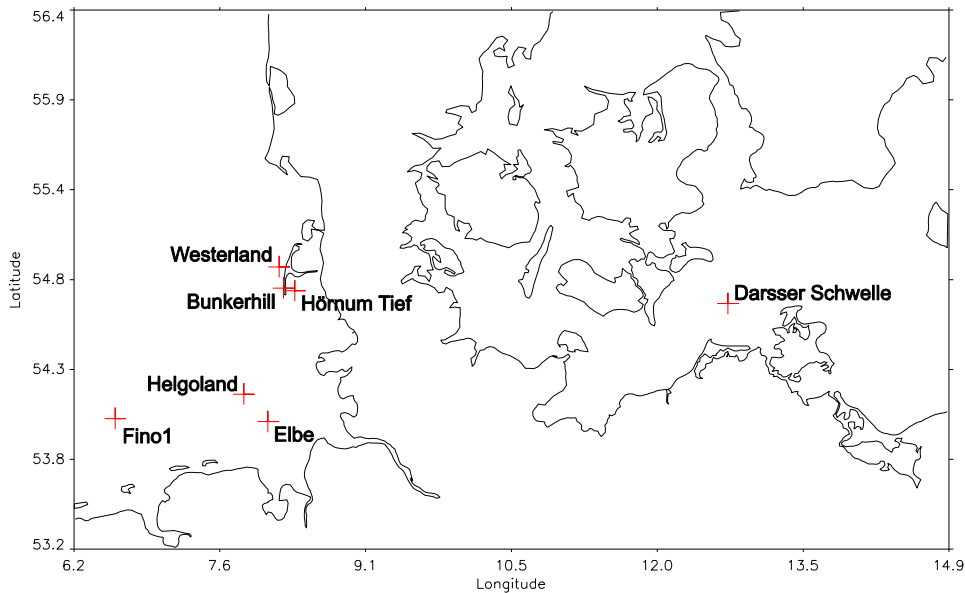 56.4
55.9
55.4
Latitude
54.8
54.3
53.8
53.2
Westerland
Bunkerhill
Hörnum Tief
Darsser Schwelle
Helgoland
Fino1
Elbe
6.2 7.6 9.1 10.5 12.0 13.5 14.9
Longitude